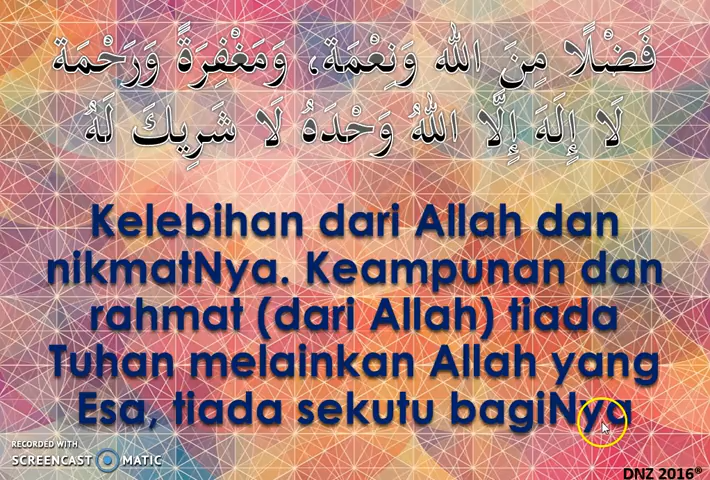 فَضْلًا مِنَ اللهِ وَنِعْمَة، وَمَغْفِرَةً وَرَحْمَة
لَا إِلَهَ إِلَّا اللهُ وَحْدَهُ لَا شَرِيكَ لَهُ
Kelebihan dari Allah dan
nikmatNya. Keampunan dan
rahmat (dari Allah) tiada
Tuhan melainkan Allah yang
Esa, tiada sekutu bagiNya
RECORDED WITH
SCREENCAST MATIC
DNZ 2016®